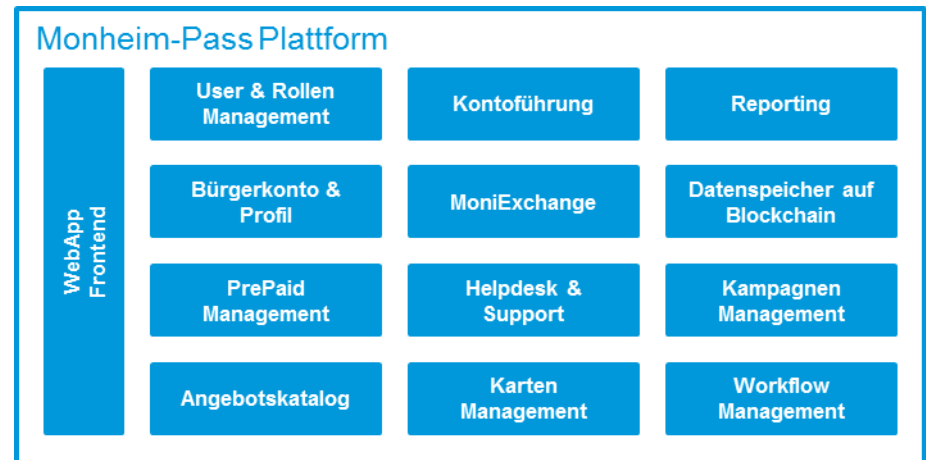 Monheim-Pass Plattform
WebApp
Frontend
User & Rollen
Management
Kontoführung
Reporting
Bürgerkonto &
Profil
MoniExchange
Datenspeicher auf
Blockchain
PrePaid
Management
Helpdesk &
Support
Kampagnen
Management
Angebotskatalog
Karten
Management
Workflow
Management